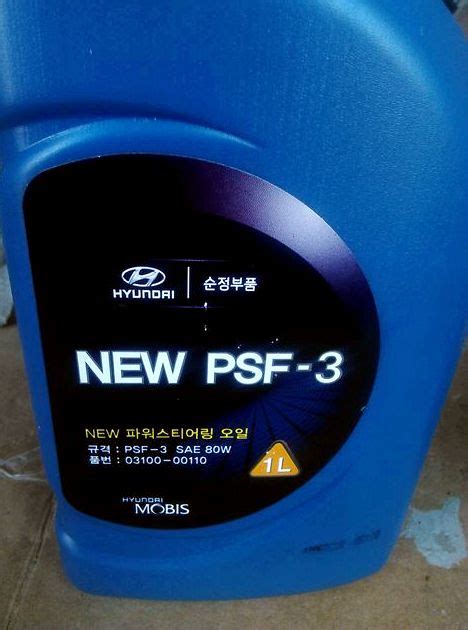 HYUNDAI 순정부품
NEW PSF-3
NEW 파워스티어링 오일
규격 : PSF-3 SAE 80W
품번 : 03100-00110
1L
HYUNDAI
MOBIS